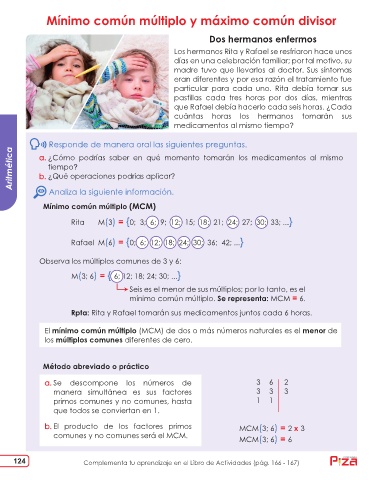 Mínimo común múltiplo y máximo común divisor
Dos hermanos enfermos
Los hermanos Rita y Rafael se resfriaron hace unos
días en una celebración familiar; por tal motivo, su
madre tuvo que llevarlos al doctor. Sus síntomas
eran diferentes y por esa razón el tratamiento fue
particular para cada uno. Rita debía tomar sus
pastillas cada tres horas por dos días, mientras
que Rafael debía hacerlo cada seis horas. ¿Cada
cuántas horas los hermanos tomarán sus
medicamentos al mismo tiempo?
Responde de manera oral las siguientes preguntas.
a. ¿Cómo podrías saber en qué momento tomarán los medicamentos al mismo
tiempo?
b. ¿Qué operaciones podrías aplicar?
Aritmética
Analiza la siguiente información.
Mínimo común múltiplo (MCM)
Rita M(3) = {0; 3; 6; 9; 12; 15; 18; 21; 24; 27; 30; 33; ...}
Rafael M(6) = {0; 6; 12; 18; 24; 30; 36; 42; ...}
Observa los múltiplos comunes de 3 y 6:
M(3; 6) = {6; 12; 18; 24; 30; ...}
Seis es el menor de sus múltiplos; por lo tanto, es el
mínimo común múltiplo. Se representa: MCM = 6.
Rpta: Rita y Rafael tomarán sus medicamentos juntos cada 6 horas.
El mínimo común múltiplo (MCM) de dos o más números naturales es el menor de
los múltiplos comunes diferentes de cero.
Método abreviado o práctico
a. Se descompone los números de
manera simultánea es sus factores
primos comunes y no comunes, hasta
que todos se conviertan en 1.
3 6 2
3 3 3
1 1
b. El producto de los factores primos
comunes y no comunes será el MCM.
MCM(3; 6) = 2 x 3
MCM(3; 6) = 6
124
Complementa tu aprendizaje en el Libro de Actividades (pág. 166 - 167)
Pizza